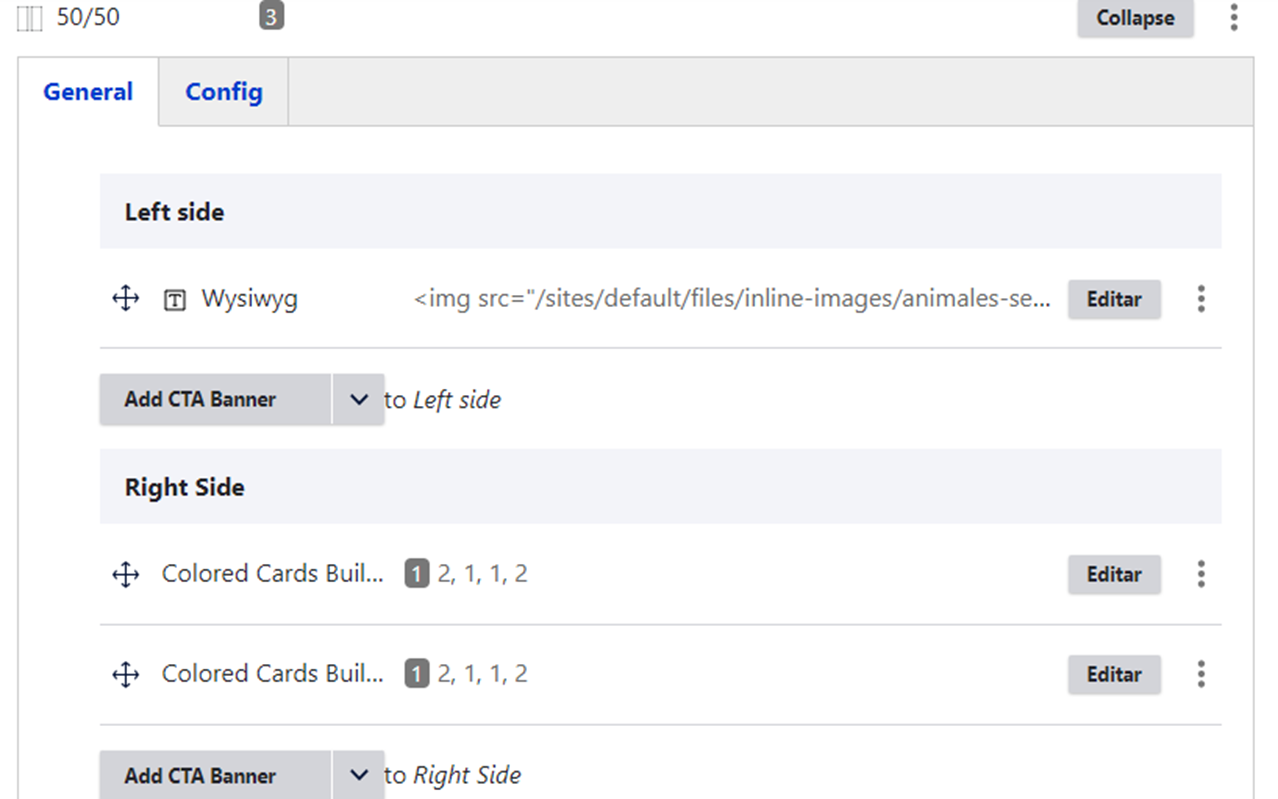 50/50 3 Collapse
General Config
Left side
Wysiwyg <img src="/sites/default/files/inline-images/animales-se... Editar
Add CTA Banner to Left side
Right Side
Colored Cards Buil... 1 2, 1, 1, 2 Editar
Colored Cards Buil... 1 2, 1, 1, 2 Editar
Add CTA Banner to Right Side